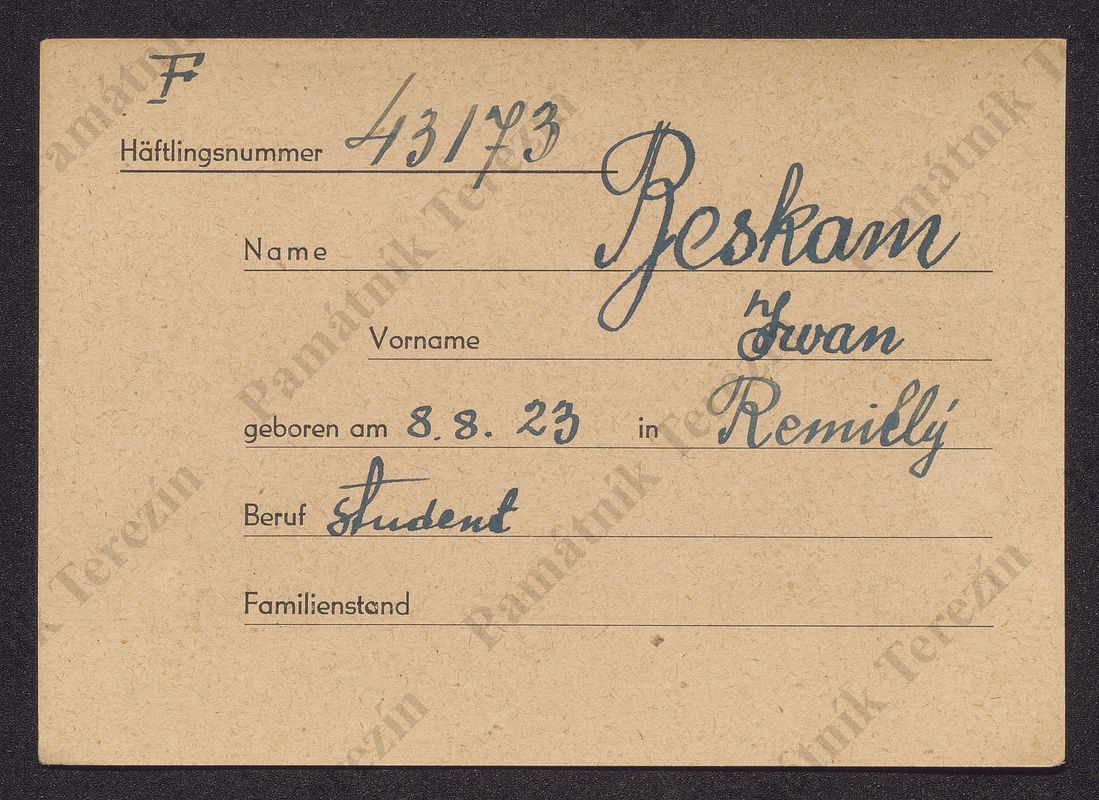 F
Häftlingsnummer 43173
Name Beskam
Vorname Iwan
geboren am 8.8.23 in Remilly
Beruf student
Familienstand
Památník Terezín